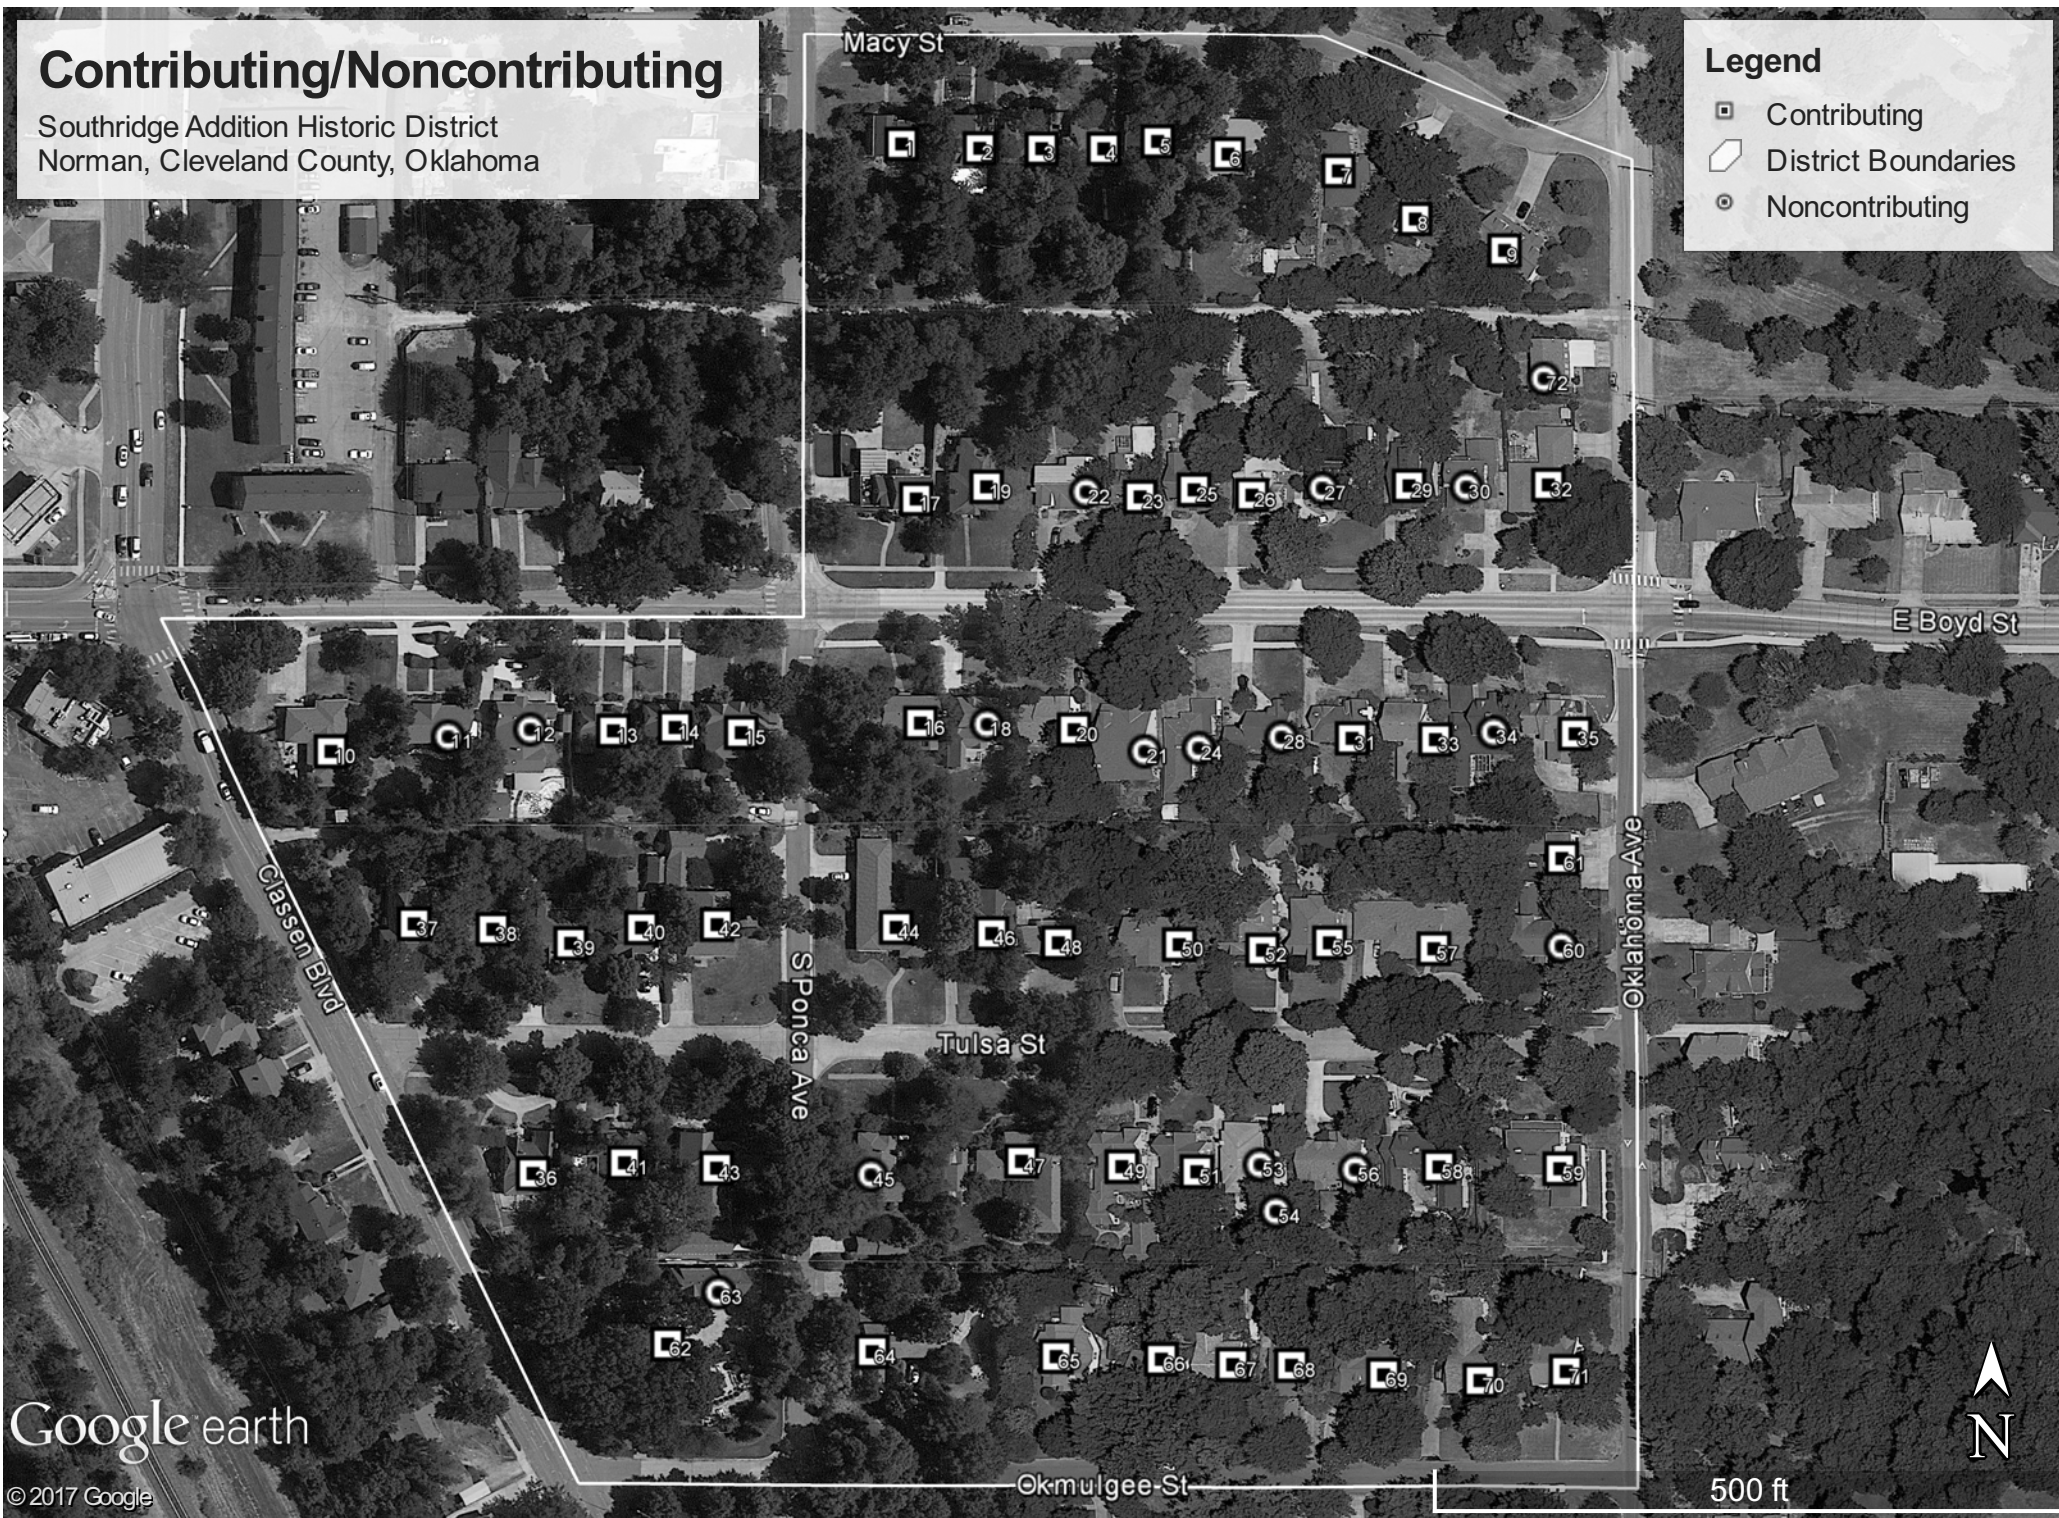 Contributing/Noncontributing
Southridge Addition Historic District
Norman, Cleveland County, Oklahoma
Legend
Contributing
District Boundaries
Noncontributing
Macy St
1 2 3 4 5 6 7
8
9
72
17 19 22 23 25 26 27 29 30 32
E Boyd St
10 11 12 13 14 15 16 18 20 21 24 28 31 33 34 35
61
Classen Blvd
37 38 39 40 42 44 46 48 50 52 55 57 60
Oklahoma Ave
S Ponca Ave
Tulsa St
36 41 43 45 47 49 51 53 56 58 59
54
63
62 64 65 66 67 68 69 70 71
N
Google earth
Okmulgee St
500 ft
© 2017 Google